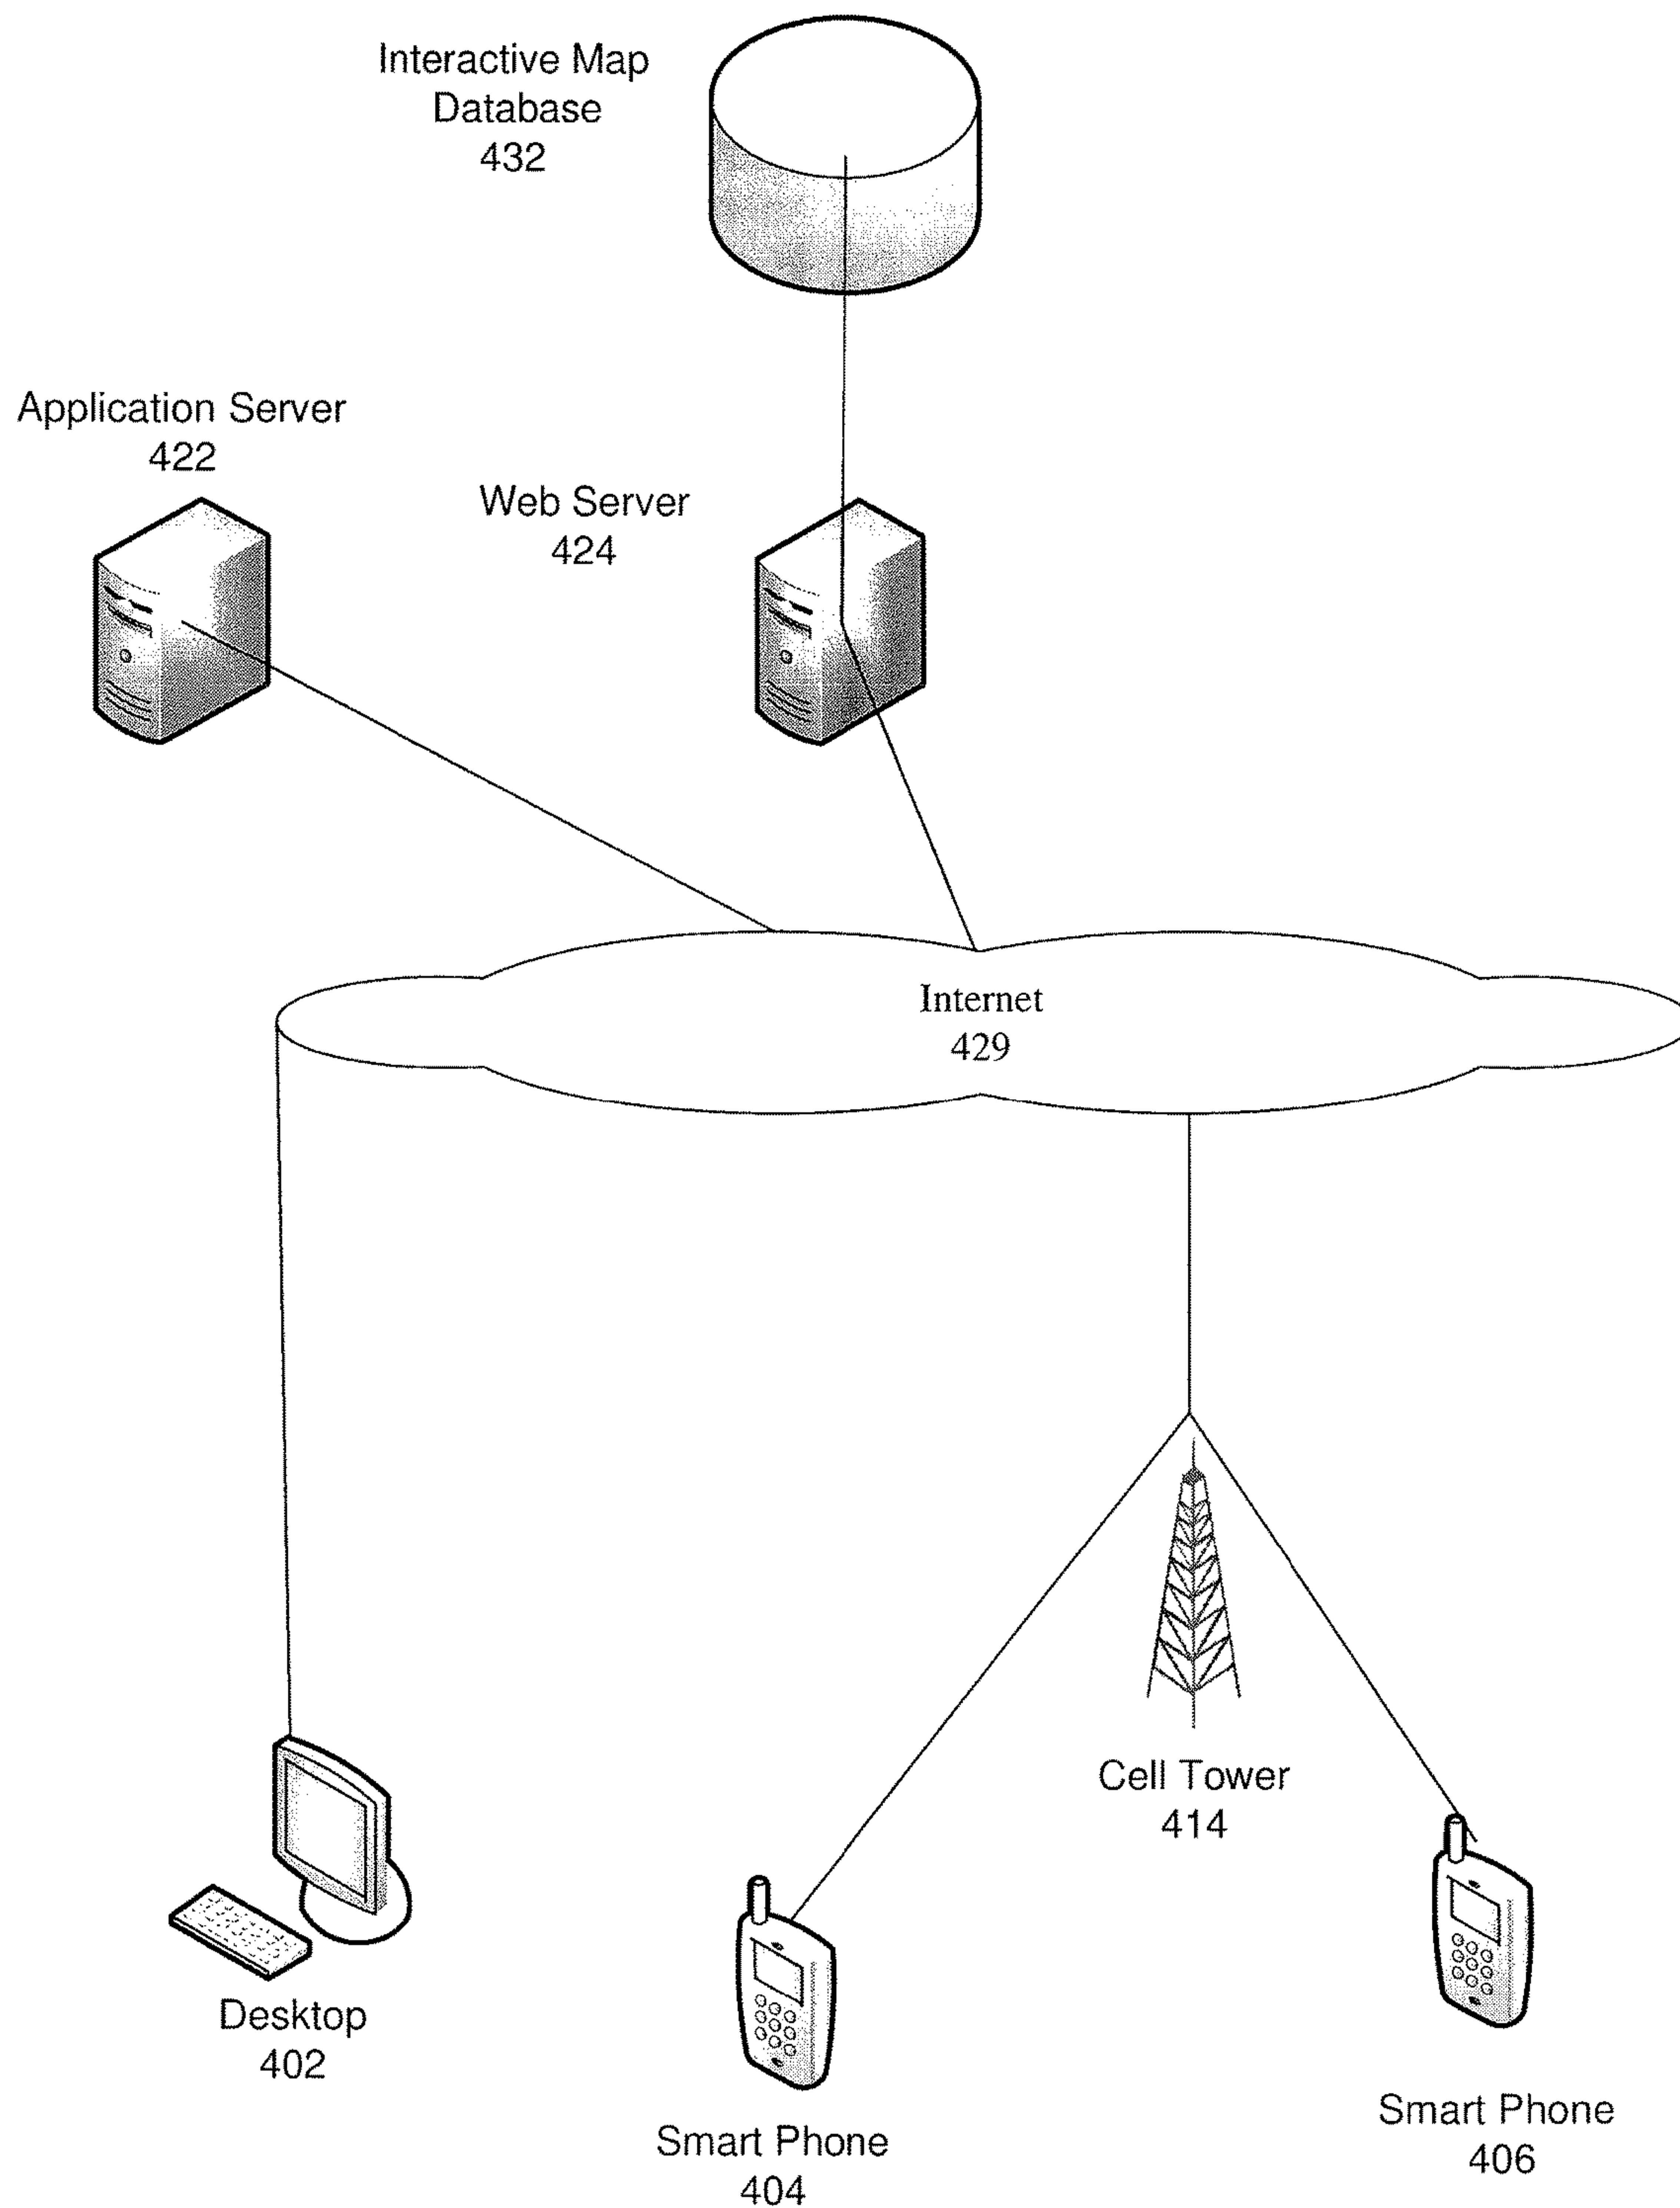 Interactive Map
Database
432
Application Server
422
Web Server
424
Internet
429
Cell Tower
414
Desktop
402
Smart Phone
404
Smart Phone
406